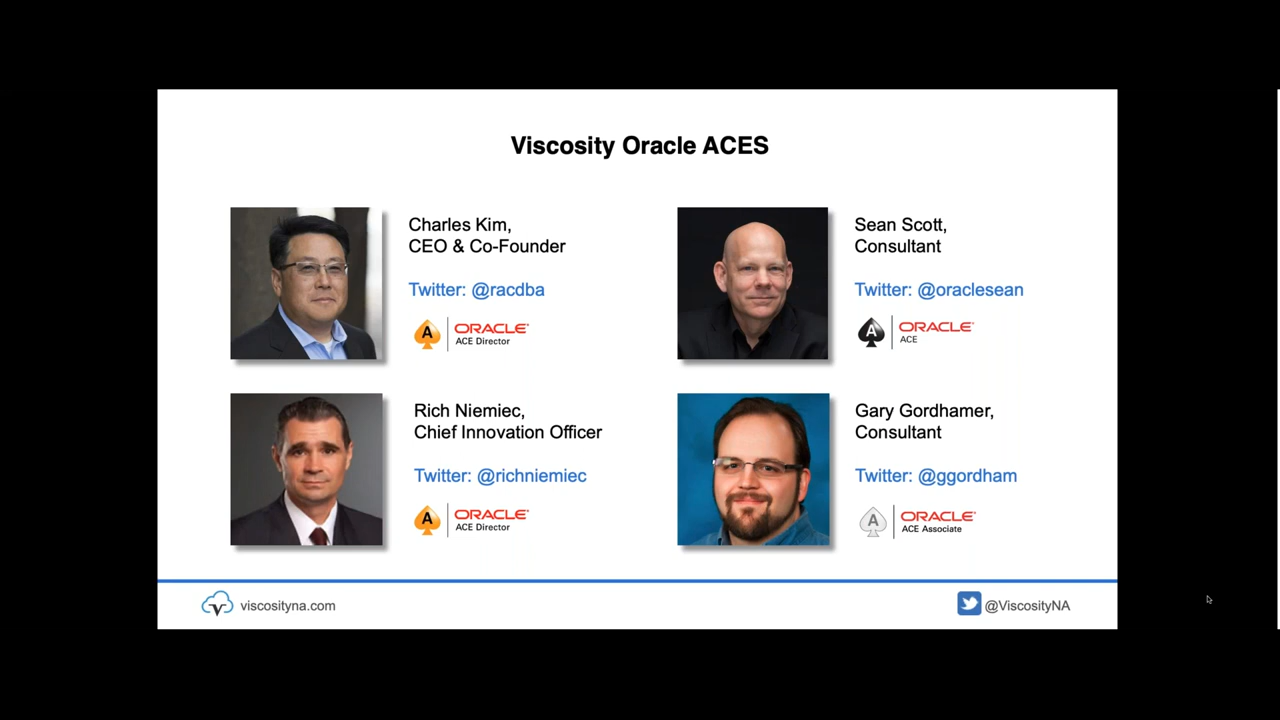 Viscosity Oracle ACES
Charles Kim,
CEO & Co-Founder
Twitter: @racdba
A
ORACLE
ACE Director
Sean Scott,
Consultant
Twitter: @oraclesean
A
ORACLE
ACE
Rich Niemiec,
Chief Innovation Officer
Twitter: @richniemiec
A
ORACLE
ACE Director
Gary Gordhamer,
Consultant
Twitter: @ggordham
A
ORACLE
ACE Associate
V viscosityna.com
@ViscosityNA